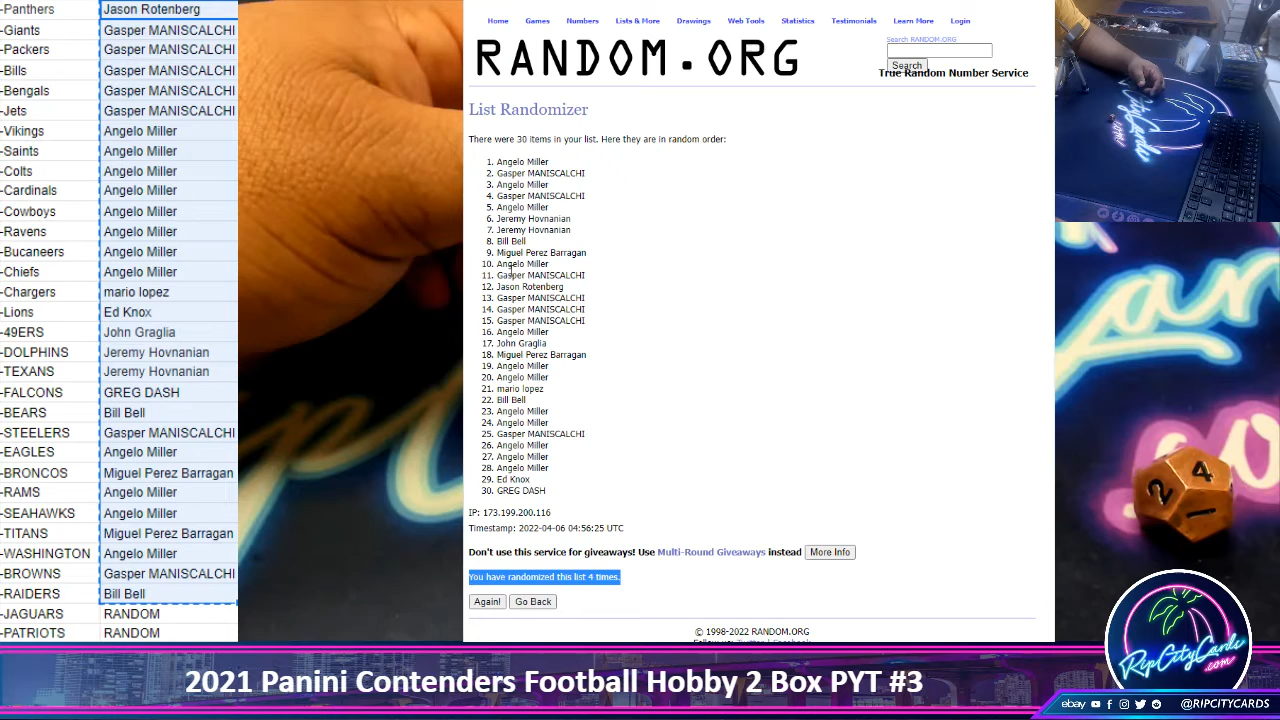 -Panthers Jason Rotenberg
-Giants Gasper MANISCALCHI
-Packers Gasper MANISCALCHI
-Bills Gasper MANISCALCHI
-Bengals Gasper MANISCALCHI
-Jets Gasper MANISCALCHI
-Vikings Angelo Miller
-Saints Angelo Miller
-Colts Angelo Miller
-Cardinals Angelo Miller
-Cowboys Angelo Miller
-Ravens Angelo Miller
-Bucaneers Angelo Miller
-Chiefs Angelo Miller
-Chargers mario lopez
-Lions Ed Knox
-49ERS John Graglia
-DOLPHINS Jeremy Hovnanian
-TEXANS Jeremy Hovnanian
-FALCONS GREG DASH
-BEARS Bill Bell
-STEELERS Gasper MANISCALCHI
-EAGLES Angelo Miller
-BRONCOS Miguel Perez Barragan
-RAMS Angelo Miller
-SEAHAWKS Angelo Miller
-TITANS Miguel Perez Barragan
-WASHINGTON Angelo Miller
-BROWNS Gasper MANISCALCHI
-RAIDERS Bill Bell
-JAGUARS RANDOM
-PATRIOTS RANDOM
Home Games Numbers Lists & More Drawings Web Tools Statistics Testimonials Learn More Login
RANDOM.ORG
Search RANDOM.ORG
Search
True Random Number Service
List Randomizer
There were 30 items in your list. Here they are in random order:
1. Angelo Miller
2. Gasper MANISCALCHI
3. Angelo Miller
4. Gasper MANISCALCHI
5. Angelo Miller
6. Jeremy Hovnanian
7. Jeremy Hovnanian
8. Bill Bell
9. Miguel Perez Barragan
10. Angelo Miller
11. Gasper MANISCALCHI
12. Jason Rotenberg
13. Gasper MANISCALCHI
14. Gasper MANISCALCHI
15. Gasper MANISCALCHI
16. Angelo Miller
17. John Graglia
18. Miguel Perez Barragan
19. Angelo Miller
20. Angelo Miller
21. mario lopez
22. Bill Bell
23. Angelo Miller
24. Angelo Miller
25. Gasper MANISCALCHI
26. Angelo Miller
27. Angelo Miller
28. Angelo Miller
29. Ed Knox
30. GREG DASH
IP: 173.199.200.116
Timestamp: 2022-04-06 04:56:25 UTC
Don't use this service for giveaways! Use Multi-Round Giveaways instead More Info
You have randomized this list 4 times.
Again! Go Back
© 1998-2022 RANDOM.ORG
4
2
1
2021 Panini Contenders Football Hobby 2 Box PYT #3
RipCityCards
.com
ebay @RIPCITYCARDS